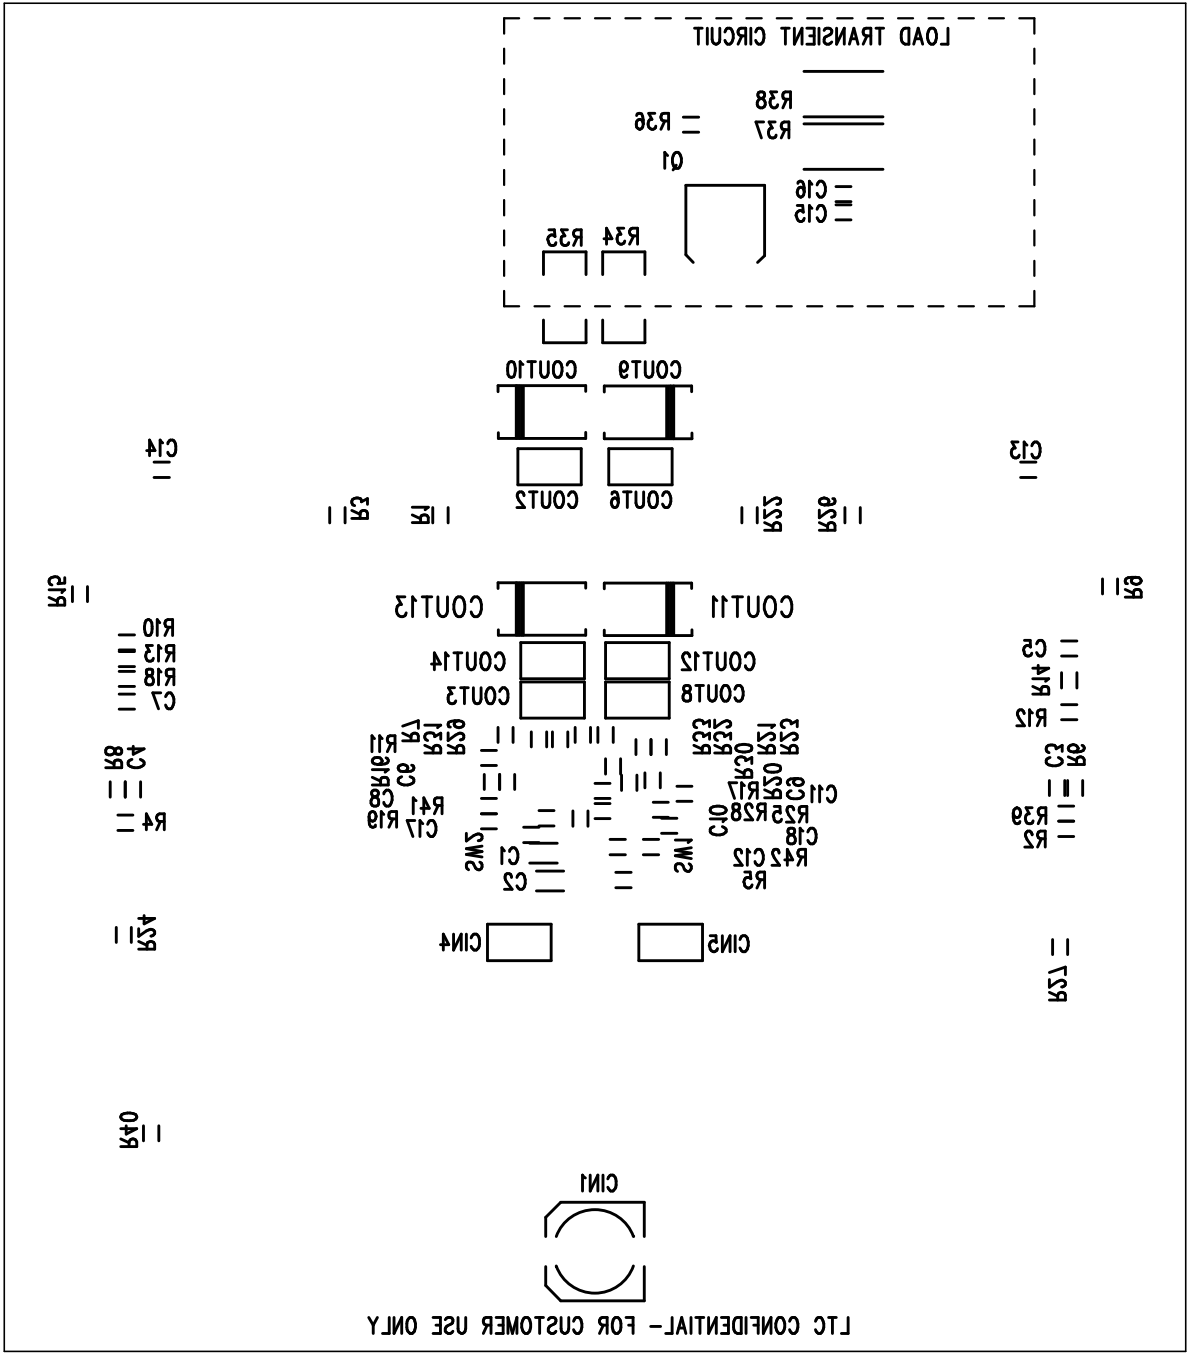 LOAD TRANSIENT CIRCUIT
R38
R36
R37
Q1
C16
C15
R35
R34
COUT10
COUT9
C14
C13
COUT2
COUT6
R3
R1
R22
R26
R15
R9
COUT13
COUT11
R10
R13
R18
C7
COUT14
COUT12
COUT3
COUT8
C5
R14
R12
R7
R31
R29
R33
R32
R21
R23
R11
R16
C6
R30
R20
C9
R8
C4
C3
R6
C8
R41
R17
C11
R19
C17
R28
R25
C10
C18
R4
R39
R2
SW2
C1
SW1
C12
R42
C2
R5
CIN4
CIN5
R24
R27
R40
CIN1
LTC CONFIDENTIAL- FOR CUSTOMER USE ONLY